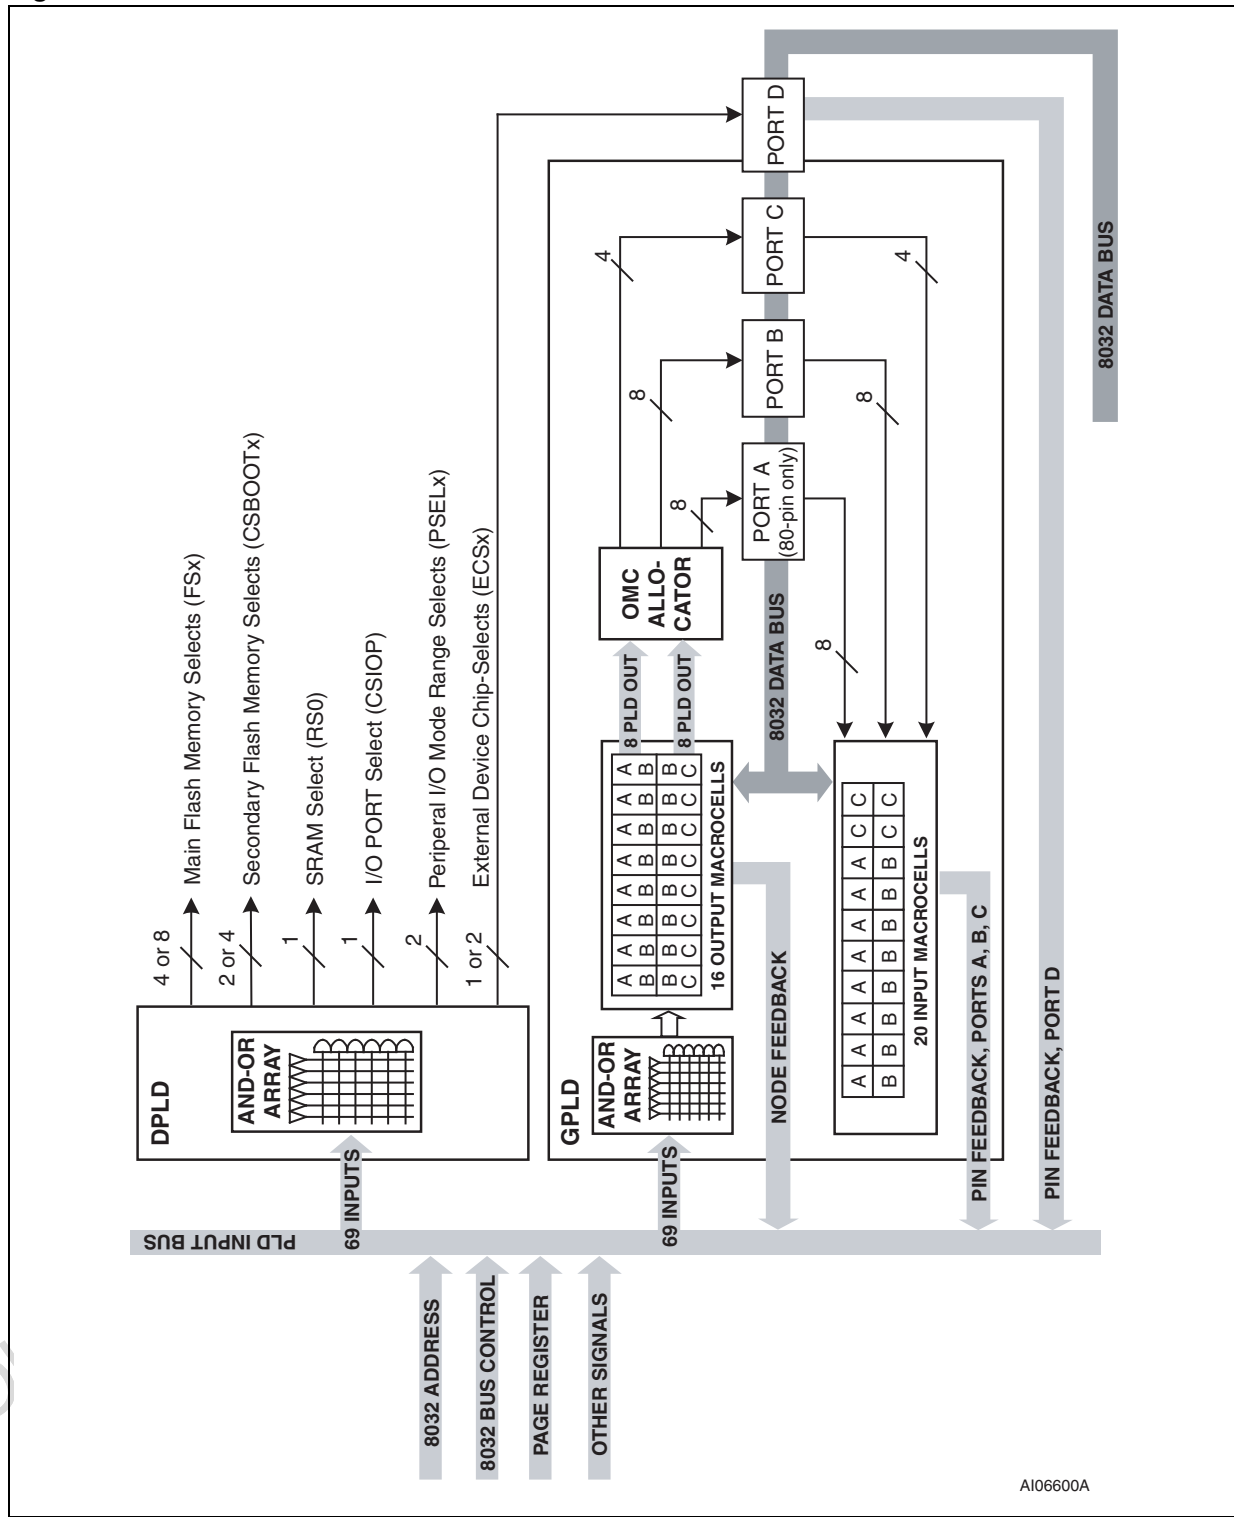 PLD INPUT BUS
8032 ADDRESS
8032 BUS CONTROL
PAGE REGISTER
OTHER SIGNALS
69 INPUTS
DPLD
AND-OR
ARRAY
4 or 8
Main Flash Memory Selects (FSx)
2 or 4
Secondary Flash Memory Selects (CSBOOTx)
1
SRAM Select (RS0)
1
I/O PORT Select (CSIOP)
2
Periperal I/O Mode Range Selects (PSELx)
1 or 2
External Device Chip-Selects (ECSx)
69 INPUTS
GPLD
AND-OR
ARRAY
A A A A A A A A
B B B B B B B B
B B B B B B B B
C C C C C C C C
16 OUTPUT MACROCELLS
8 PLD OUT
8 PLD OUT
OMC
ALLO-
CATOR
8
8
4
PORT A
(80-pin only)
PORT B
PORT C
PORT D
8032 DATA BUS
8
8
4
8032 DATA BUS
NODE FEEDBACK
A A A A A A A A C C
B B B B B B B B C C
20 INPUT MACROCELLS
PIN FEEDBACK, PORTS A, B, C
PIN FEEDBACK, PORT D
AI06600A